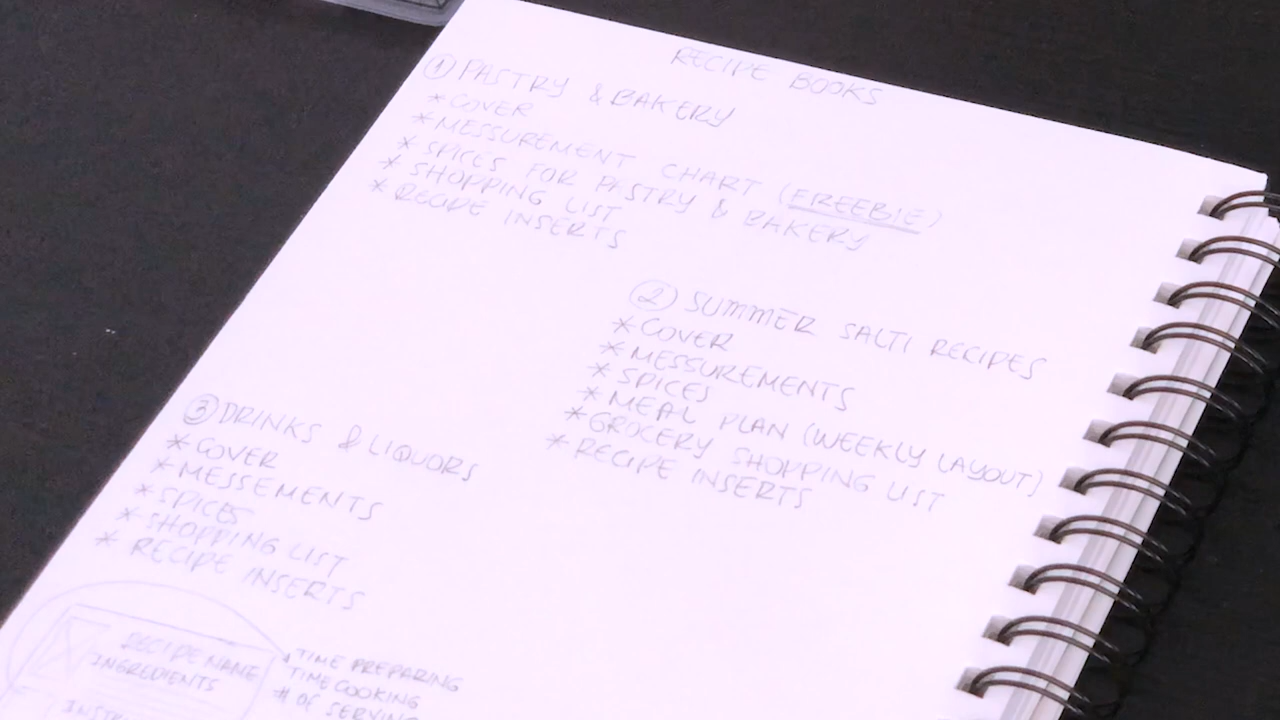 RECIPE BOOKS
① PASTRY & BAKERY
* COVER
* MESSUREMENT CHART (FREEBIE)
* SPICES FOR PASTRY & BAKERY
* SHOPPING LIST
* RECIPE INSERTS
② SUMMER SALTI RECIPES
* COVER
* MESSUREMENTS
* SPICES
* MEAL PLAN (WEEKLY LAYOUT)
* GROCERY SHOPPING LIST
* RECIPE INSERTS
③ DRINKS & LIQUORS
* COVER
* MESSEMENTS
* SPICES
* SHOPPING LIST
* RECIPE INSERTS
RECIPE NAME
INGREDIENTS
TIME PREPARING
TIME COOKING
# OF SERVING